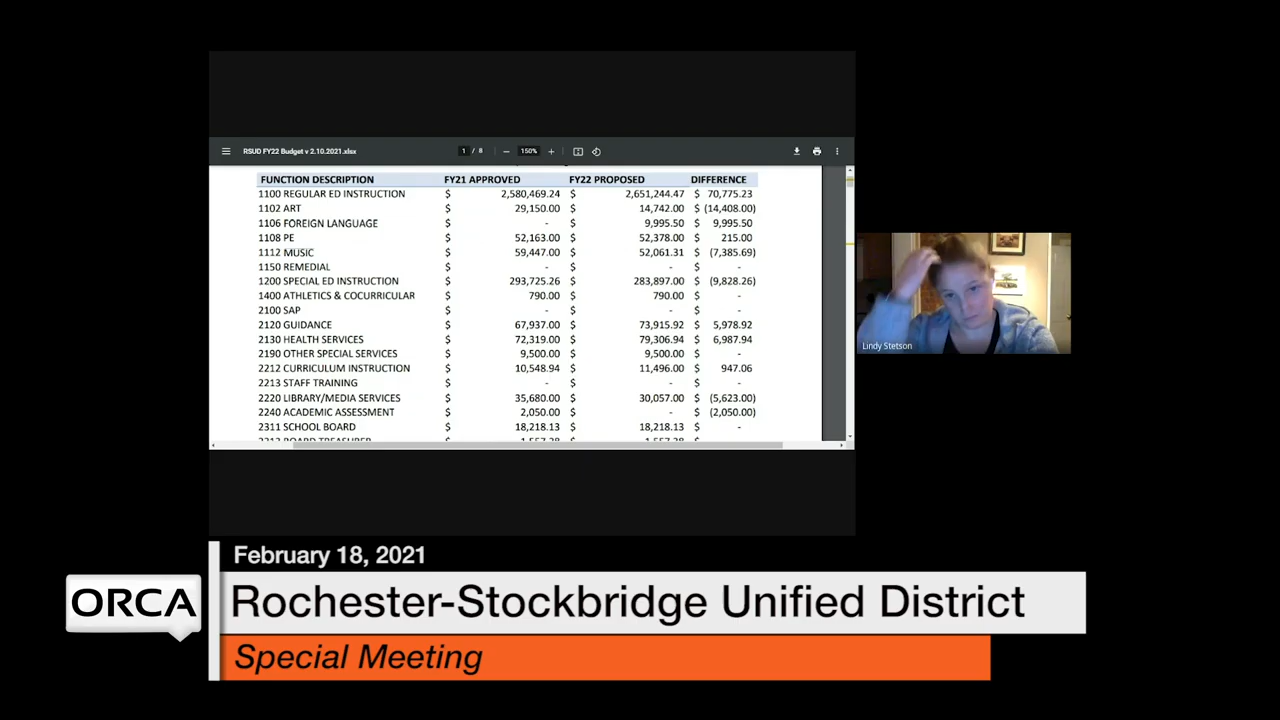 RSUD FY22 Budget v 2.10.2021.xlsx 1 / 8 150%
FUNCTION DESCRIPTION FY21 APPROVED FY22 PROPOSED DIFFERENCE
1100 REGULAR ED INSTRUCTION $ 2,580,469.24 $ 2,651,244.47 $ 70,775.23
1102 ART $ 29,150.00 $ 14,742.00 $ (14,408.00)
1106 FOREIGN LANGUAGE $ - $ 9,995.50 $ 9,995.50
1108 PE $ 52,163.00 $ 52,378.00 $ 215.00
1112 MUSIC $ 59,447.00 $ 52,061.31 $ (7,385.69)
1150 REMEDIAL $ - $ - $ -
1200 SPECIAL ED INSTRUCTION $ 293,725.26 $ 283,897.00 $ (9,828.26)
1400 ATHLETICS & COCURRICULAR $ 790.00 $ 790.00 $ -
2100 SAP $ - $ - $ -
2120 GUIDANCE $ 67,937.00 $ 73,915.92 $ 5,978.92
2130 HEALTH SERVICES $ 72,319.00 $ 79,306.94 $ 6,987.94
2190 OTHER SPECIAL SERVICES $ 9,500.00 $ 9,500.00 $ -
2212 CURRICULUM INSTRUCTION $ 10,548.94 $ 11,496.00 $ 947.06
2213 STAFF TRAINING $ - $ - $ -
2220 LIBRARY/MEDIA SERVICES $ 35,680.00 $ 30,057.00 $ (5,623.00)
2240 ACADEMIC ASSESSMENT $ 2,050.00 $ - $ (2,050.00)
2311 SCHOOL BOARD $ 18,218.13 $ 18,218.13 $ -
Lindy Stetson
February 18, 2021
ORCA
Rochester-Stockbridge Unified District
Special Meeting